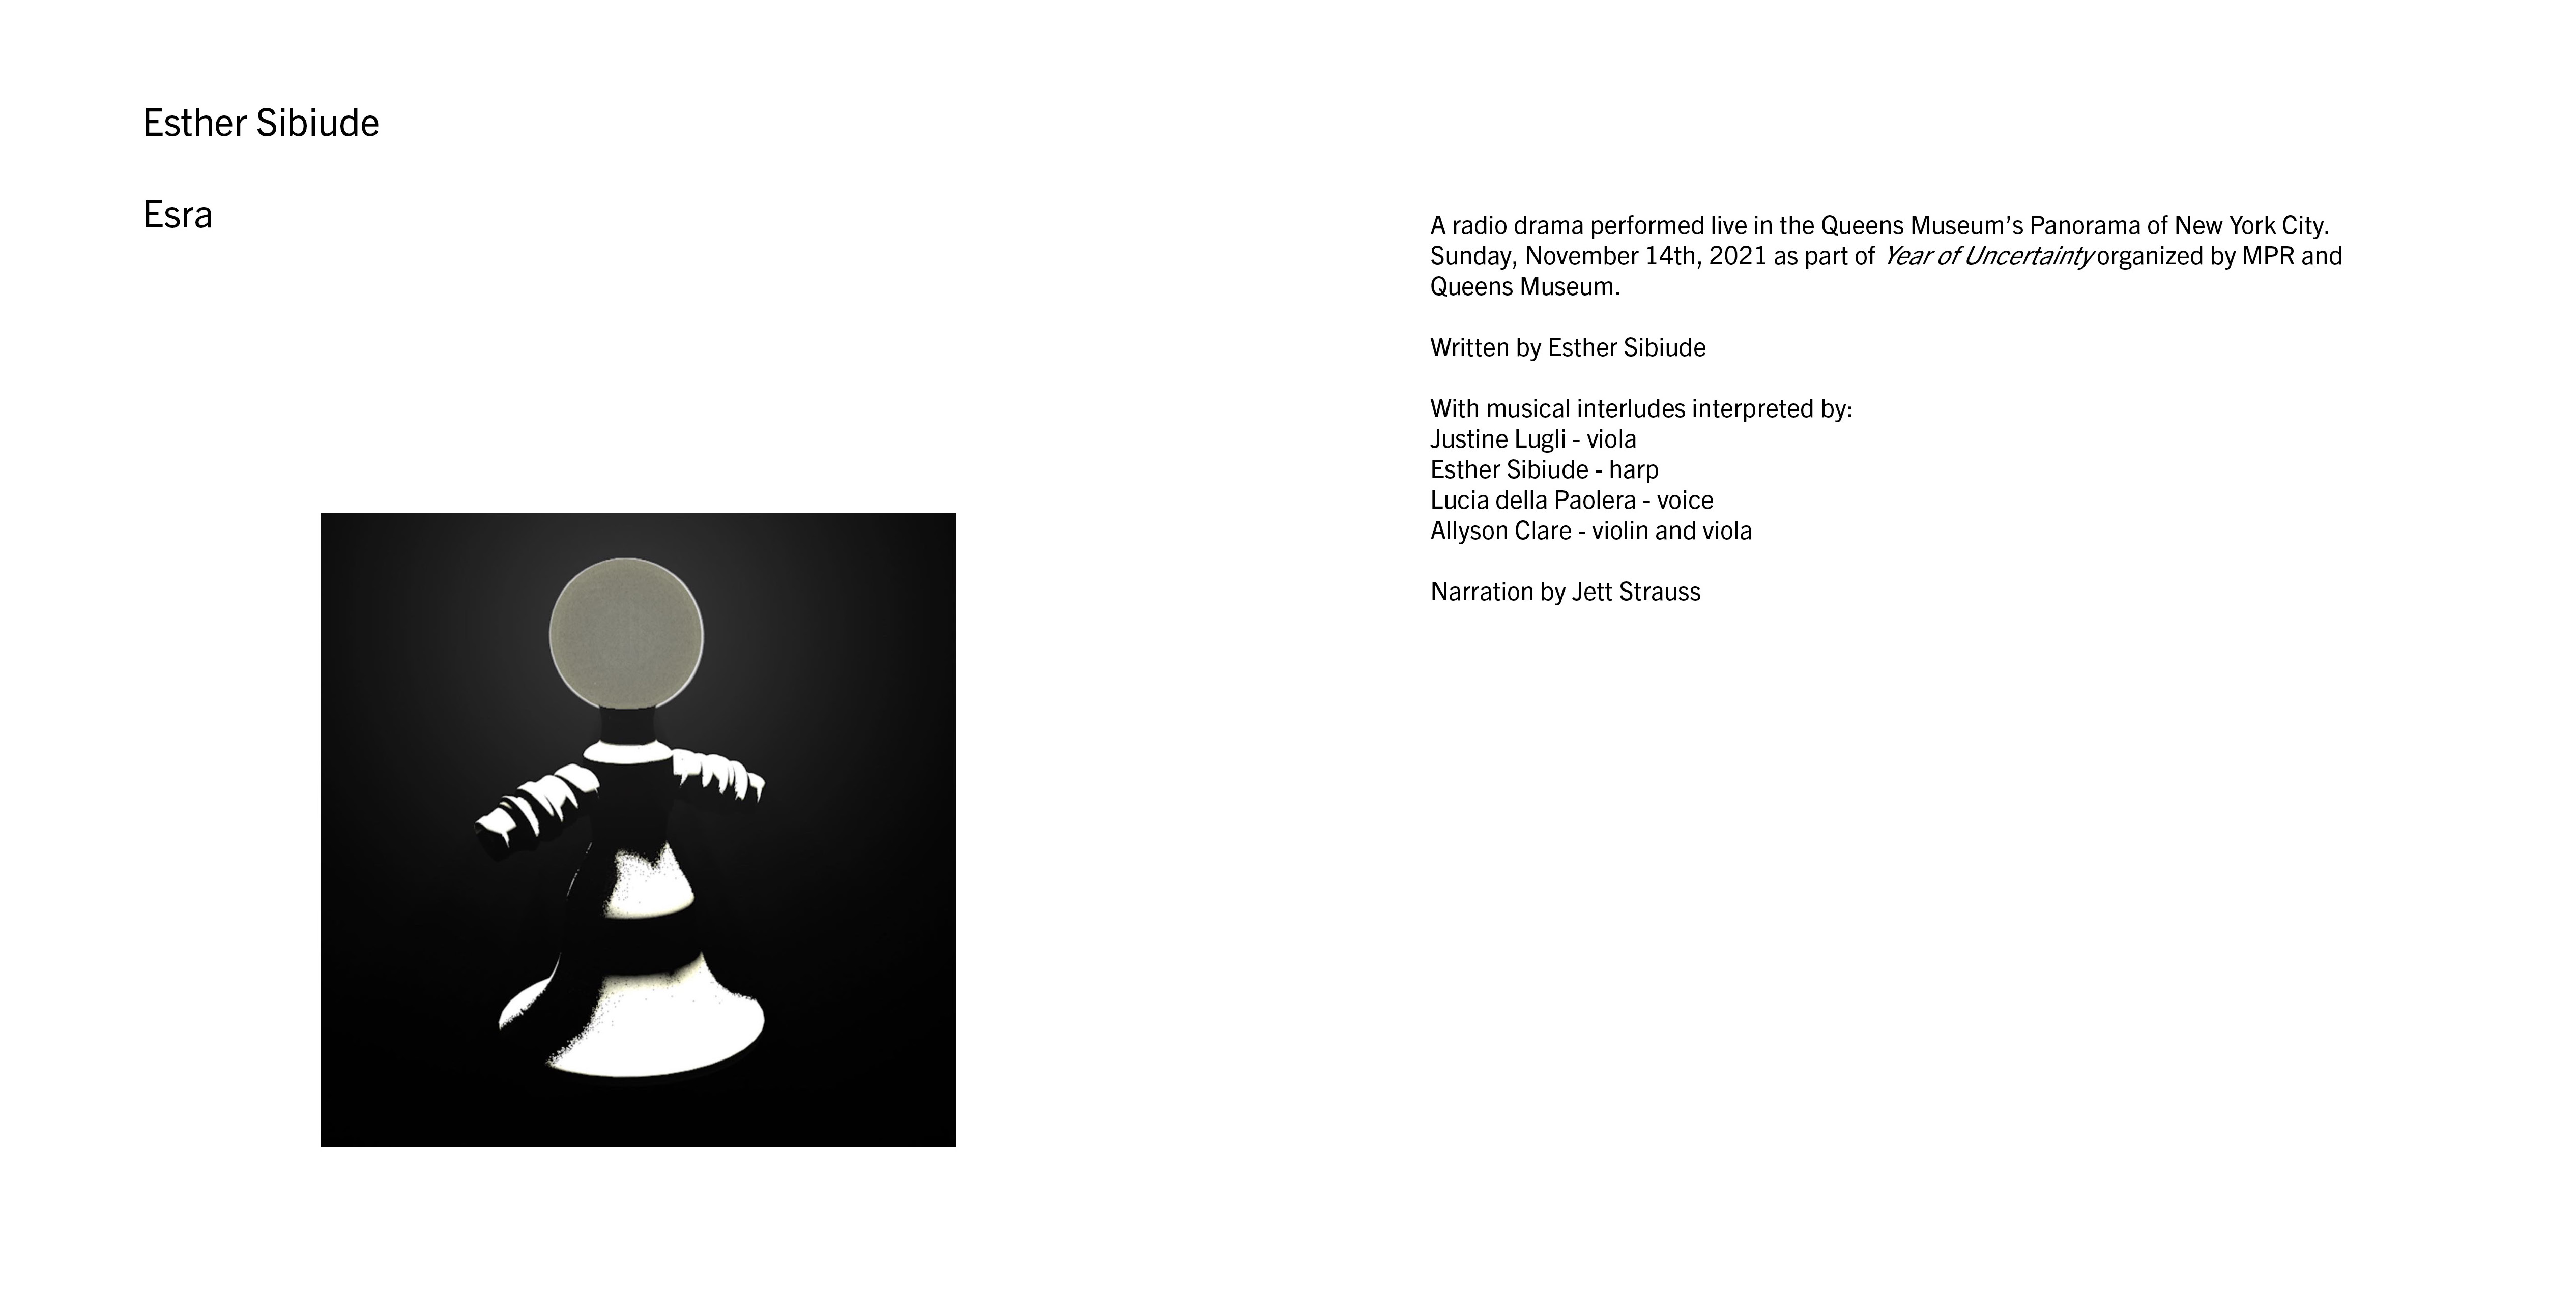 Esther Sibiude
Esra
A radio drama performed live in the Queens Museum’s Panorama of New York City.
Sunday, November 14th, 2021 as part of Year of Uncertainty organized by MPR and
Queens Museum.
Written by Esther Sibiude
With musical interludes interpreted by:
Justine Lugli - viola
Esther Sibiude - harp
Lucia della Paolera - voice
Allyson Clare - violin and viola
Narration by Jett Strauss